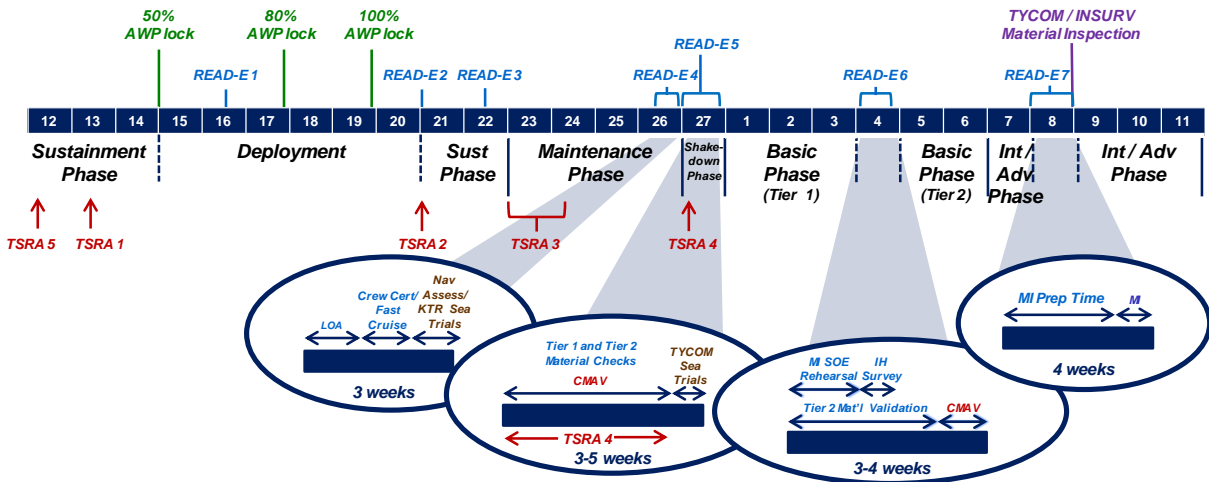 50%
AWP lock
80%
AWP lock
100%
AWP lock
TYCOM / INSURV
Material Inspection
READ-E 1
READ-E 2
READ-E 3
READ-E 4
READ-E 5
READ-E 6
READ-E 7
12 13 14 15 16 17 18 19 20 21 22 23 24 25 26 27 1 2 3 4 5 6 7 8 9 10 11
Sustainment
Phase
Deployment
Sust
Phase
Maintenance
Phase
Shake-
down
Phase
Basic
Phase
(Tier 1)
Basic
Phase
(Tier 2)
Int /
Adv
Phase
Int / Adv
Phase
TSRA 5
TSRA 1
TSRA 2
TSRA 3
TSRA 4
LOA
Crew Cert/
Fast
Cruise
Nav
Assess/
KTR Sea
Trials
3 weeks
Tier 1 and Tier 2
Material Checks
CMAV
TYCOM
Sea
Trials
TSRA 4
3-5 weeks
MI SOE
Rehearsal
IH
Survey
Tier 2 Mat'l Validation
CMAV
3-4 weeks
MI Prep Time
MI
4 weeks